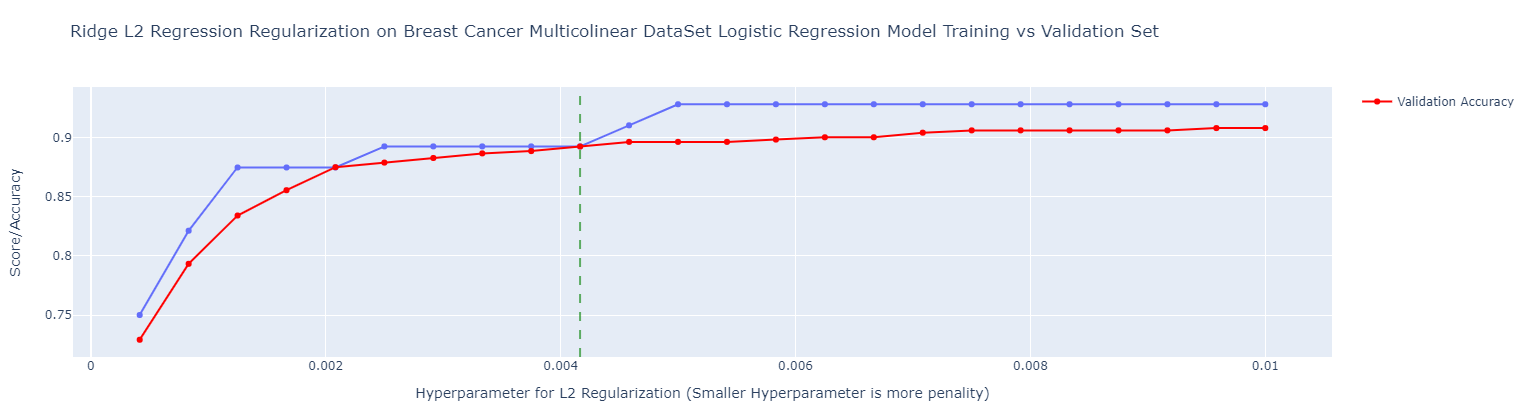 Ridge L2 Regression Regularization on Breast Cancer Multicolinear DataSet Logistic Regression Model Training vs Validation Set
Validation Accuracy
Score/Accuracy
0.9
0.85
0.8
0.75
0
0.002
0.004
0.006
0.008
0.01
Hyperparameter for L2 Regularization (Smaller Hyperparameter is more penality)